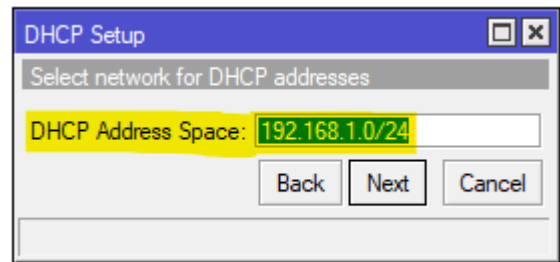 DHCP Setup
Select network for DHCP addresses
DHCP Address Space: 192.168.1.0/24
Back Next Cancel